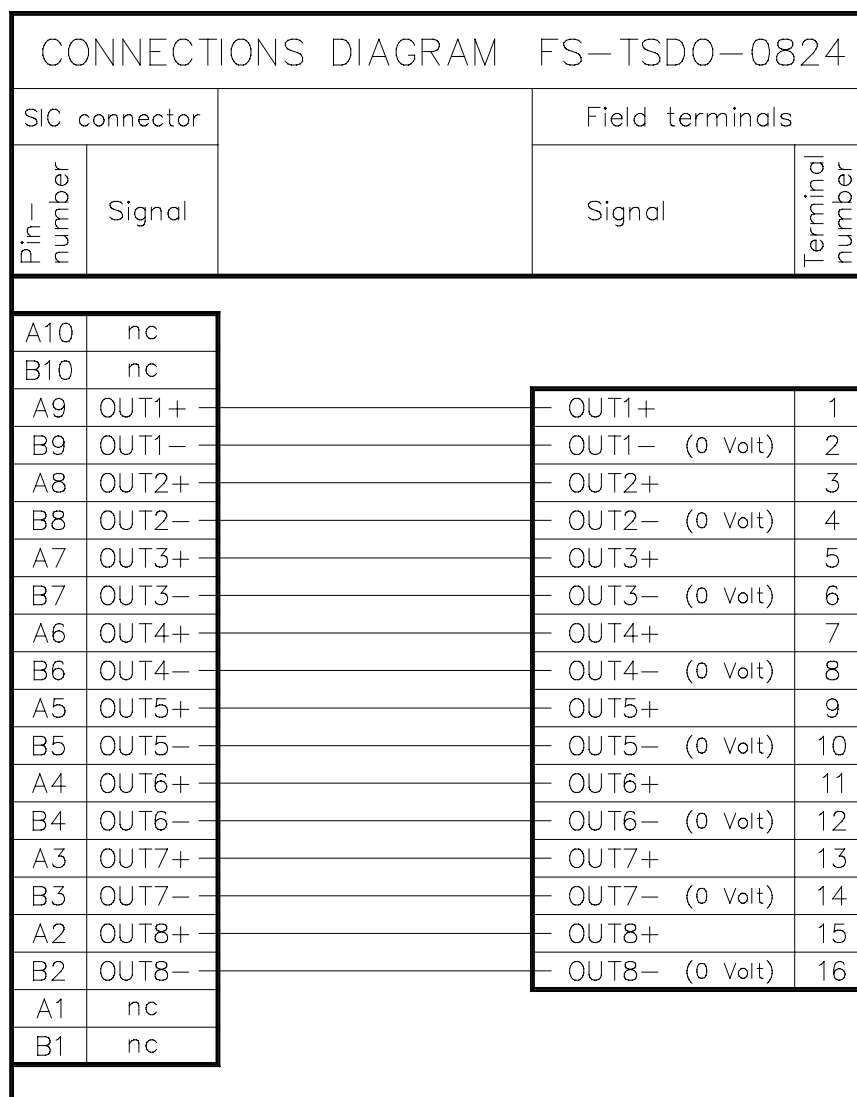 CONNECTIONS DIAGRAM FS-TSDO-0824
SIC connector Field terminals
Pin-number Signal Signal Terminal number
A10 nc
B10 nc
A9 OUT1+ OUT1+ 1
B9 OUT1- OUT1- (0 Volt) 2
A8 OUT2+ OUT2+ 3
B8 OUT2- OUT2- (0 Volt) 4
A7 OUT3+ OUT3+ 5
B7 OUT3- OUT3- (0 Volt) 6
A6 OUT4+ OUT4+ 7
B6 OUT4- OUT4- (0 Volt) 8
A5 OUT5+ OUT5+ 9
B5 OUT5- OUT5- (0 Volt) 10
A4 OUT6+ OUT6+ 11
B4 OUT6- OUT6- (0 Volt) 12
A3 OUT7+ OUT7+ 13
B3 OUT7- OUT7- (0 Volt) 14
A2 OUT8+ OUT8+ 15
B2 OUT8- OUT8- (0 Volt) 16
A1 nc
B1 nc